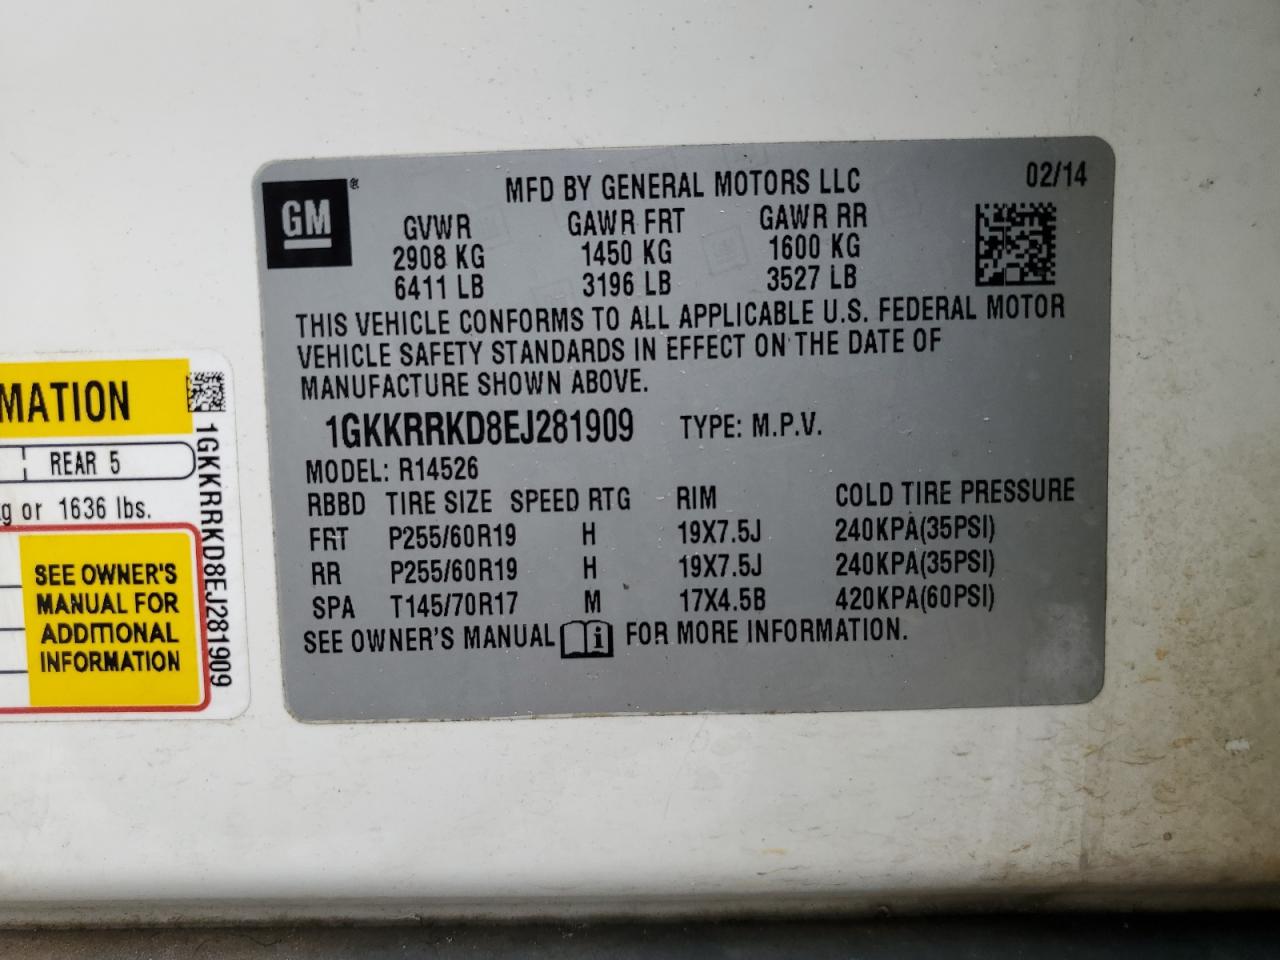 GM ®
MFD BY GENERAL MOTORS LLC
02/14
GVWR GAWR FRT GAWR RR
2908 KG 1450 KG 1600 KG
6411 LB 3196 LB 3527 LB
THIS VEHICLE CONFORMS TO ALL APPLICABLE U.S. FEDERAL MOTOR
VEHICLE SAFETY STANDARDS IN EFFECT ON THE DATE OF
MANUFACTURE SHOWN ABOVE.
1GKKRRKD8EJ281909 TYPE: M.P.V.
MODEL: R14526
RBBD TIRE SIZE SPEED RTG RIM COLD TIRE PRESSURE
FRT P255/60R19 H 19X7.5J 240KPA(35PSI)
RR P255/60R19 H 19X7.5J 240KPA(35PSI)
SPA T145/70R17 M 17X4.5B 420KPA(60PSI)
SEE OWNER'S MANUAL i FOR MORE INFORMATION.
MATION
REAR 5
g or 1636 lbs.
SEE OWNER'S
MANUAL FOR
ADDITIONAL
INFORMATION
1GKKRRKD8EJ281909